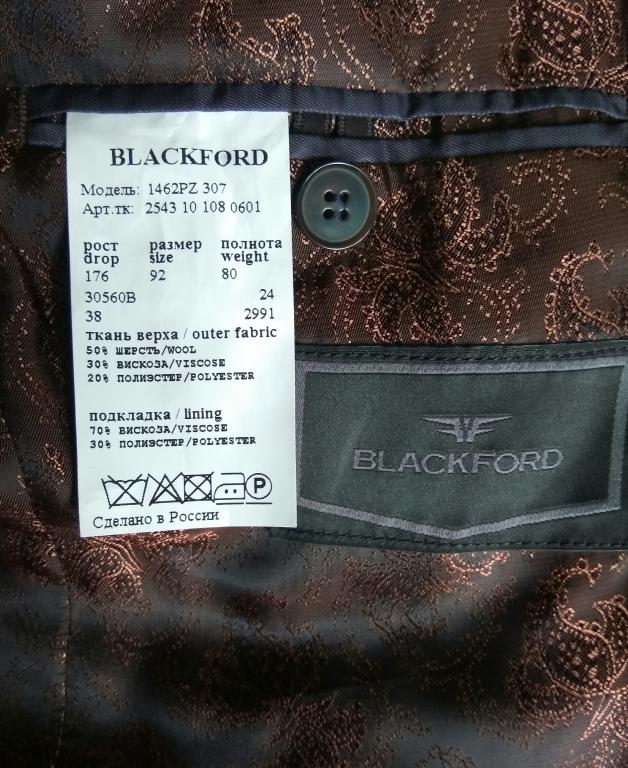 BLACKFORD
Модель: 1462PZ 307
Арт.тк: 2543 10 108 0601
рост размер полнота
drop size weight
176 92 80
30560В 24
38 2991
ткань верха / outer fabric
50% ШЕРСТЬ/WOOL
30% ВИСКОЗА/VISCOSE
20% ПОЛИЭСТЕР/POLYESTER
подкладка / lining
70% ВИСКОЗА/VISCOSE
30% ПОЛИЭСТЕР/POLYESTER
P
Сделано в России
BLACKFORD